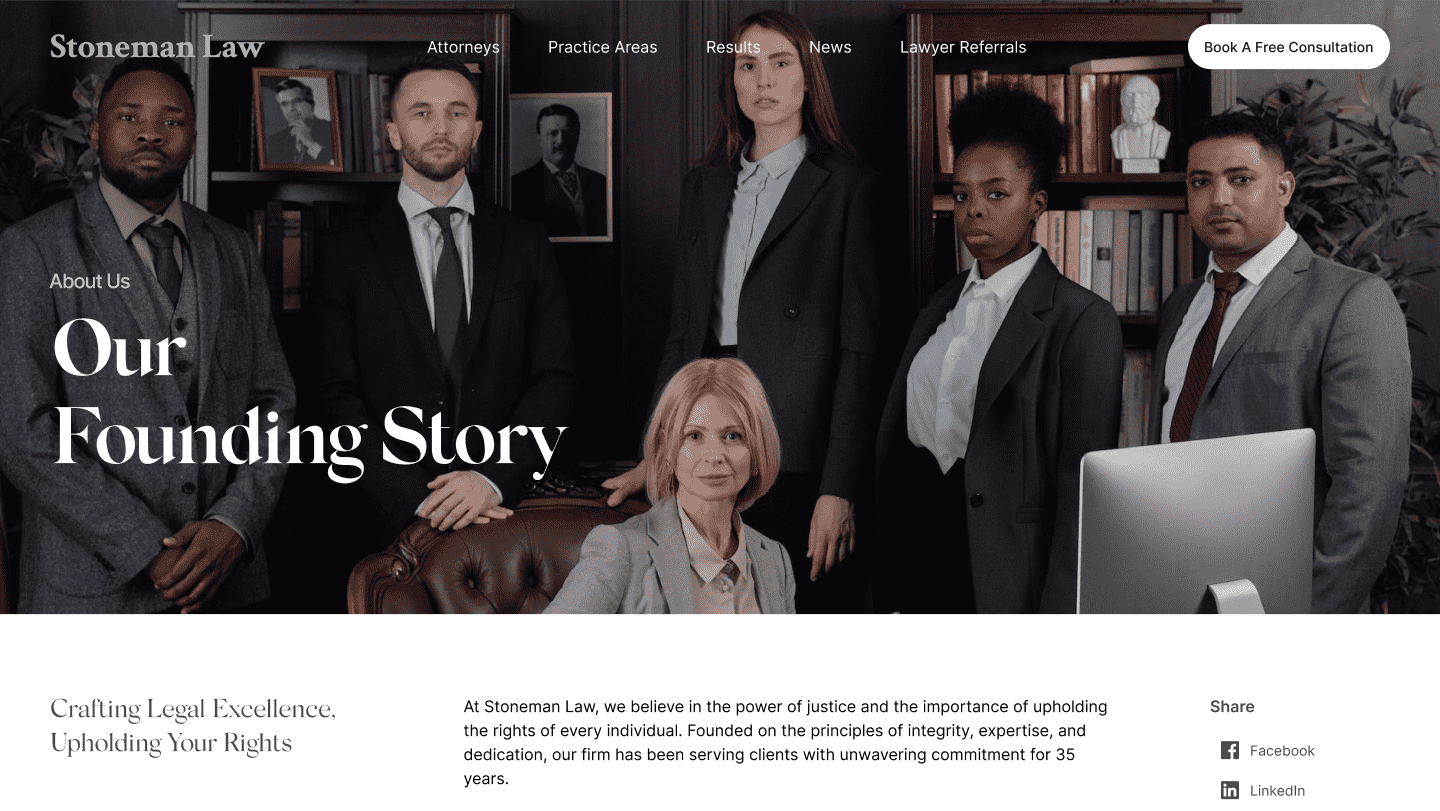 Stoneman Law
Attorneys
Practice Areas
Results
News
Lawyer Referrals
Book A Free Consultation
About Us
Our
Founding Story
Crafting Legal Excellence,
Upholding Your Rights
At Stoneman Law, we believe in the power of justice and the importance of upholding
the rights of every individual. Founded on the principles of integrity, expertise, and
dedication, our firm has been serving clients with unwavering commitment for 35
years.
Share
Facebook
LinkedIn